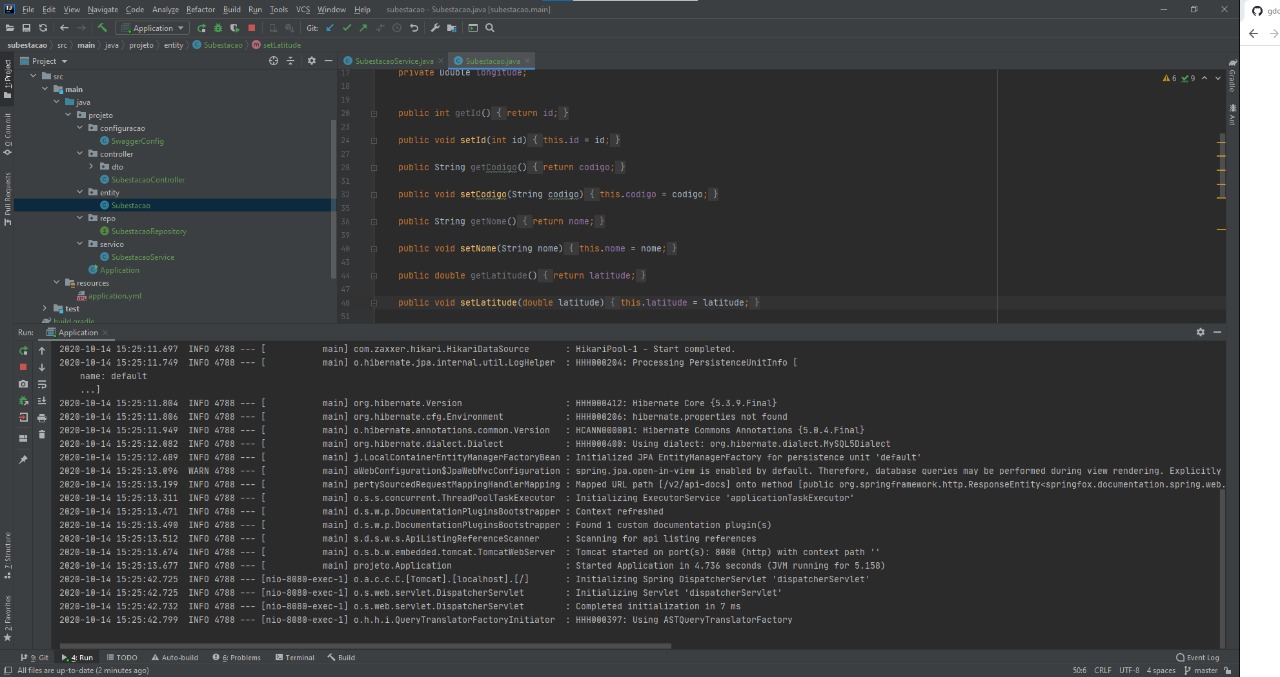 File Edit View Navigate Code Analyze Refactor Build Run Tools VCS Window Help subestacao - Subestacao.java [subestacao.main]
Application Git:
subestacao src main java projeto entity Subestacao setLatitude
1: Project
0: Commit
Pull Requests
7: Structure
2: Favorites
Project
src
main
java
projeto
configuracao
SwaggerConfig
controller
dto
SubestacaoController
entity
Subestacao
repo
SubestacaoRepository
servico
SubestacaoService
Application
resources
application.yml
test
build.gradle
SubestacaoService.java Subestacao.java
6 9
Gradle
Ant
17 private Double longitude;
18
19
20 public int getId() { return id; }
23
24 public void setId(int id) { this.id = id; }
27
28 public String getCodigo() { return codigo; }
31
32 public void setCodigo(String codigo) { this.codigo = codigo; }
35
36 public String getNome() { return nome; }
39
40 public void setNome(String nome) { this.nome = nome; }
43
44 public double getLatitude() { return latitude; }
47
48 public void setLatitude(double latitude) { this.latitude = latitude; }
51
Run: Application
2020-10-14 15:25:11.697 INFO 4788 --- [ main] com.zaxxer.hikari.HikariDataSource : HikariPool-1 - Start completed.
2020-10-14 15:25:11.749 INFO 4788 --- [ main] o.hibernate.jpa.internal.util.LogHelper : HHH000204: Processing PersistenceUnitInfo [
name: default
...]
2020-10-14 15:25:11.804 INFO 4788 --- [ main] org.hibernate.Version : HHH000412: Hibernate Core {5.3.9.Final}
2020-10-14 15:25:11.806 INFO 4788 --- [ main] org.hibernate.cfg.Environment : HHH000206: hibernate.properties not found
2020-10-14 15:25:11.949 INFO 4788 --- [ main] o.hibernate.annotations.common.Version : HCANN000001: Hibernate Commons Annotations {5.0.4.Final}
2020-10-14 15:25:12.082 INFO 4788 --- [ main] org.hibernate.dialect.Dialect : HHH000400: Using dialect: org.hibernate.dialect.MySQL5Dialect
2020-10-14 15:25:12.689 INFO 4788 --- [ main] j.LocalContainerEntityManagerFactoryBean : Initialized JPA EntityManagerFactory for persistence unit 'default'
2020-10-14 15:25:13.096 WARN 4788 --- [ main] aWebConfiguration$JpaWebMvcConfiguration : spring.jpa.open-in-view is enabled by default. Therefore, database queries may be performed during view rendering. Explicitly
2020-10-14 15:25:13.199 INFO 4788 --- [ main] pertySourcedRequestMappingHandlerMapping : Mapped URL path [/v2/api-docs] onto method [public org.springframework.http.ResponseEntity<springfox.documentation.spring.web.
2020-10-14 15:25:13.311 INFO 4788 --- [ main] o.s.s.concurrent.ThreadPoolTaskExecutor : Initializing ExecutorService 'applicationTaskExecutor'
2020-10-14 15:25:13.471 INFO 4788 --- [ main] d.s.w.p.DocumentationPluginsBootstrapper : Context refreshed
2020-10-14 15:25:13.490 INFO 4788 --- [ main] d.s.w.p.DocumentationPluginsBootstrapper : Found 1 custom documentation plugin(s)
2020-10-14 15:25:13.512 INFO 4788 --- [ main] s.d.s.w.s.ApiListingReferenceScanner : Scanning for api listing references
2020-10-14 15:25:13.674 INFO 4788 --- [ main] o.s.b.w.embedded.tomcat.TomcatWebServer : Tomcat started on port(s): 8080 (http) with context path ''
2020-10-14 15:25:13.677 INFO 4788 --- [ main] projeto.Application : Started Application in 4.736 seconds (JVM running for 5.158)
2020-10-14 15:25:42.725 INFO 4788 --- [nio-8080-exec-1] o.a.c.c.C.[Tomcat].[localhost].[/] : Initializing Spring DispatcherServlet 'dispatcherServlet'
2020-10-14 15:25:42.725 INFO 4788 --- [nio-8080-exec-1] o.s.web.servlet.DispatcherServlet : Initializing Servlet 'dispatcherServlet'
2020-10-14 15:25:42.732 INFO 4788 --- [nio-8080-exec-1] o.s.web.servlet.DispatcherServlet : Completed initialization in 7 ms
2020-10-14 15:25:42.799 INFO 4788 --- [nio-8080-exec-1] o.h.h.i.QueryTranslatorFactoryInitiator : HHH000397: Using ASTQueryTranslatorFactory
9: Git 4: Run TODO Auto-build 6: Problems Terminal Build Event Log
All files are up-to-date (2 minutes ago) 50:6 CRLF UTF-8 4 spaces master